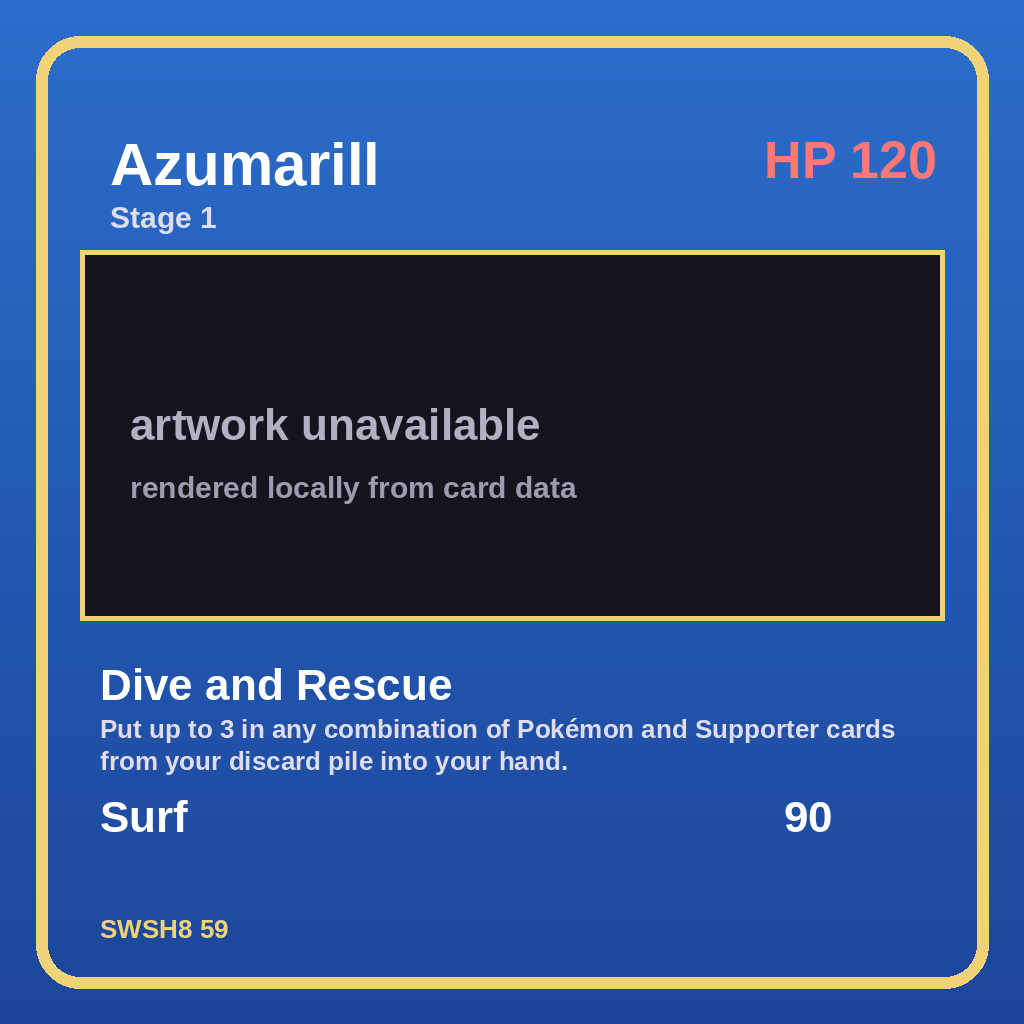 Azumarill
HP 120
Stage 1
artwork unavailable
rendered locally from card data
Dive and Rescue
Put up to 3 in any combination of Pokémon and Supporter cards
from your discard pile into your hand.
Surf 90
SWSH8 59